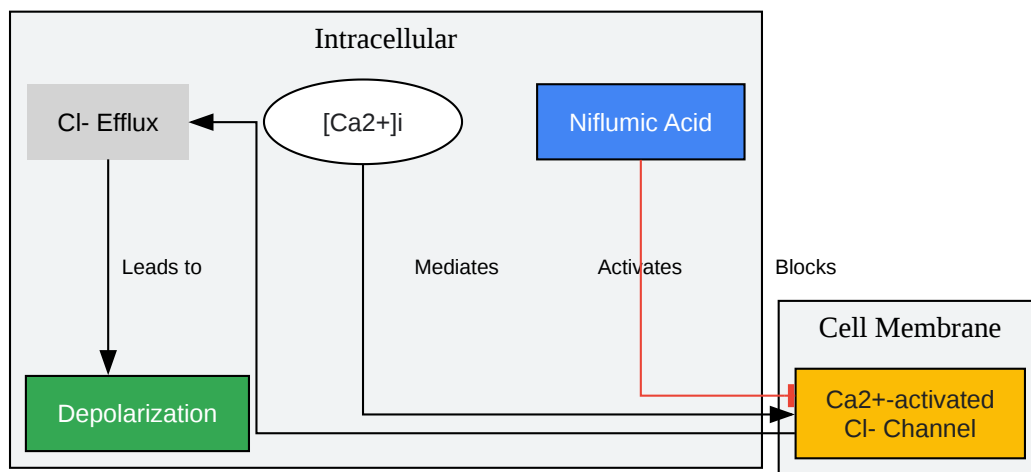 Intracellular
Cl- Efflux
[Ca2+]i
Niflumic Acid
Leads to
Mediates
Activates
Blocks
Cell Membrane
Depolarization
Ca2+-activated
Cl- Channel